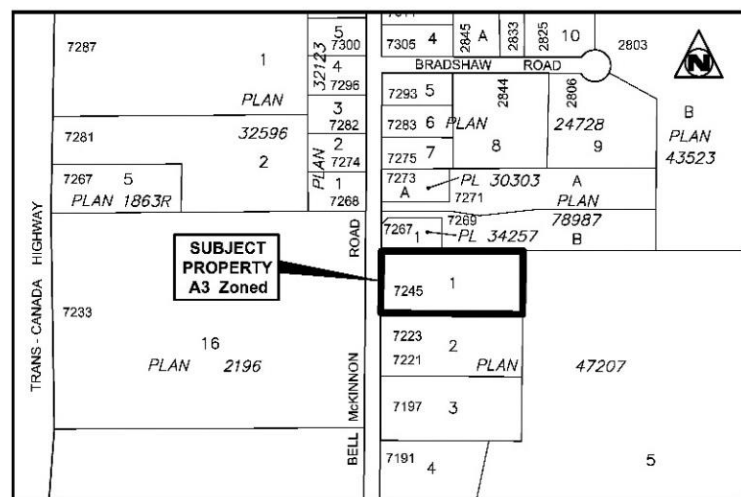 7287
1
PLAN
5
7300
4
7296
3
7282
2
7274
1
7268
32123
PLAN
7305 4
2845
A
2833
2825
10
2803
N
BRADSHAW ROAD
7293 5
7283 6
7275 7
PLAN
2844
8
2806
24728
9
B
PLAN
43523
7281
32596
2
7267 5
PLAN 1863R
7273
A
PL 30303
7271
A
PLAN
78987
7267
1
7269
PL 34257
B
TRANS - CANADA HIGHWAY
SUBJECT
PROPERTY
A3 Zoned
BELL McKINNON ROAD
7245 1
7233
16
PLAN 2196
7223
7221
2
PLAN 47207
7197 3
7191
4
5